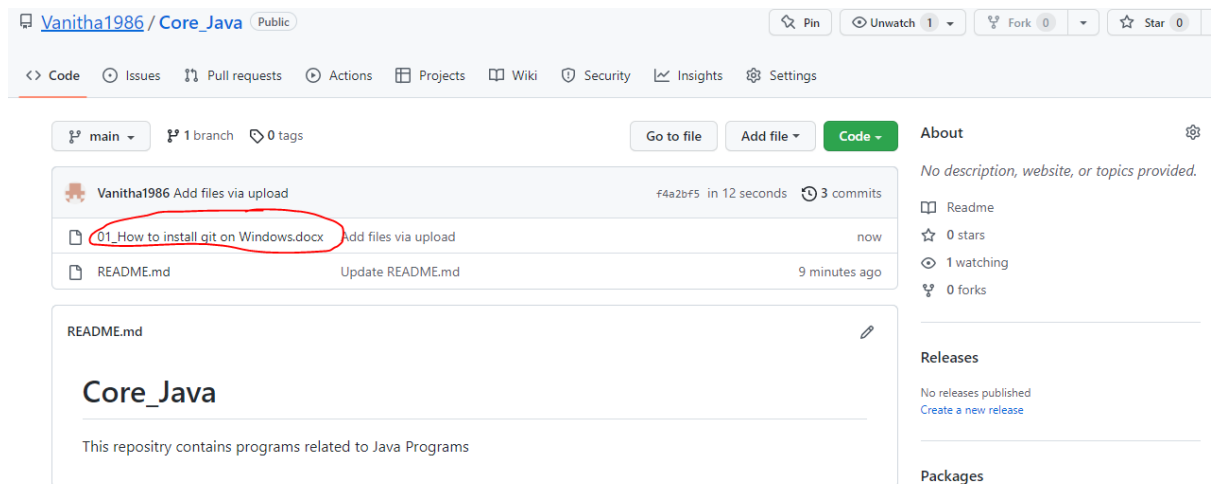 Vanitha1986 / Core_Java Public
Pin Unwatch 1 Fork 0 Star 0
Code Issues Pull requests Actions Projects Wiki Security Insights Settings
main 1 branch 0 tags Go to file Add file Code
Vanitha1986 Add files via upload f4a2bf5 in 12 seconds 3 commits
01_How to install git on Windows.docx Add files via upload now
README.md Update README.md 9 minutes ago
README.md
Core_Java
This repositry contains programs related to Java Programs
About
No description, website, or topics provided.
Readme
0 stars
1 watching
0 forks
Releases
No releases published
Create a new release
Packages